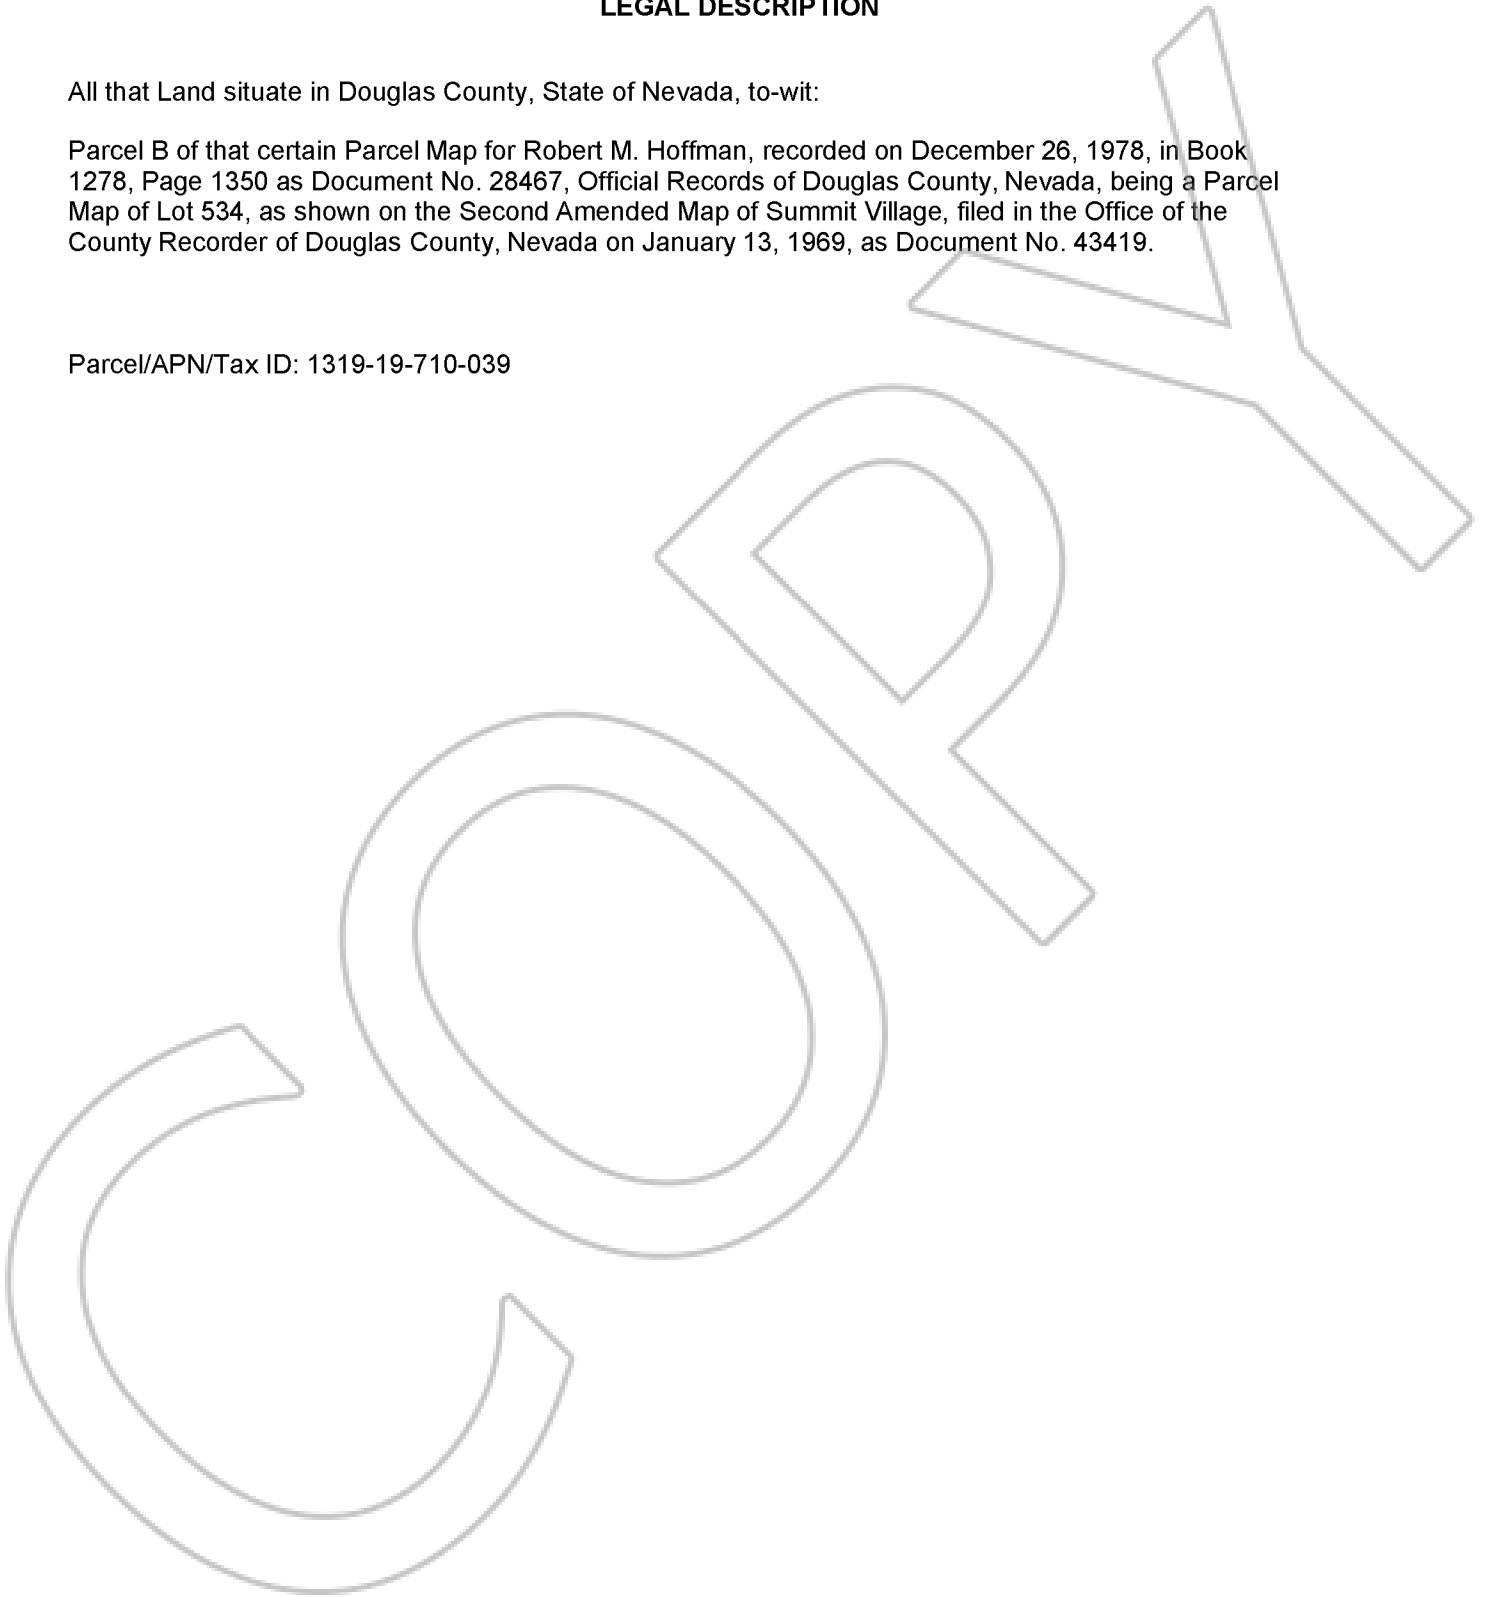 LEGAL DESCRIPTION
All that Land situate in Douglas County, State of Nevada, to-wit:
Parcel B of that certain Parcel Map for Robert M. Hoffman, recorded on December 26, 1978, in Book
1278, Page 1350 as Document No. 28467, Official Records of Douglas County, Nevada, being a Parcel
Map of Lot 534, as shown on the Second Amended Map of Summit Village, filed in the Office of the
County Recorder of Douglas County, Nevada on January 13, 1969, as Document No. 43419.
Parcel/APN/Tax ID: 1319-19-710-039
COPY